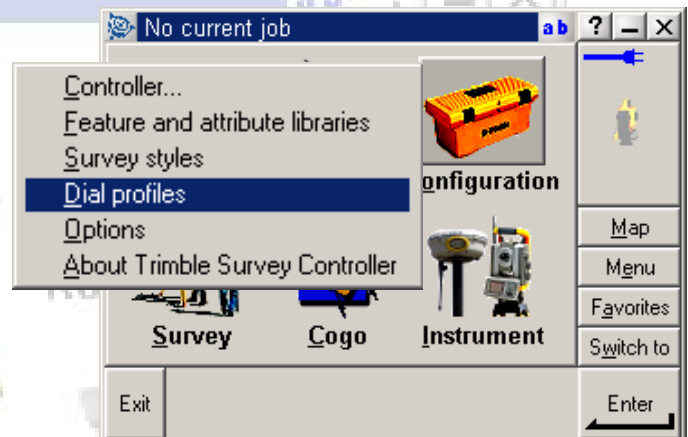 No current job
ab
?
Controller...
Feature and attribute libraries
Survey styles
Dial profiles
Options
About Trimble Survey Controller
onfiguration
Map
Menu
Favorites
Switch to
Survey
Cogo
Instrument
Exit
Enter